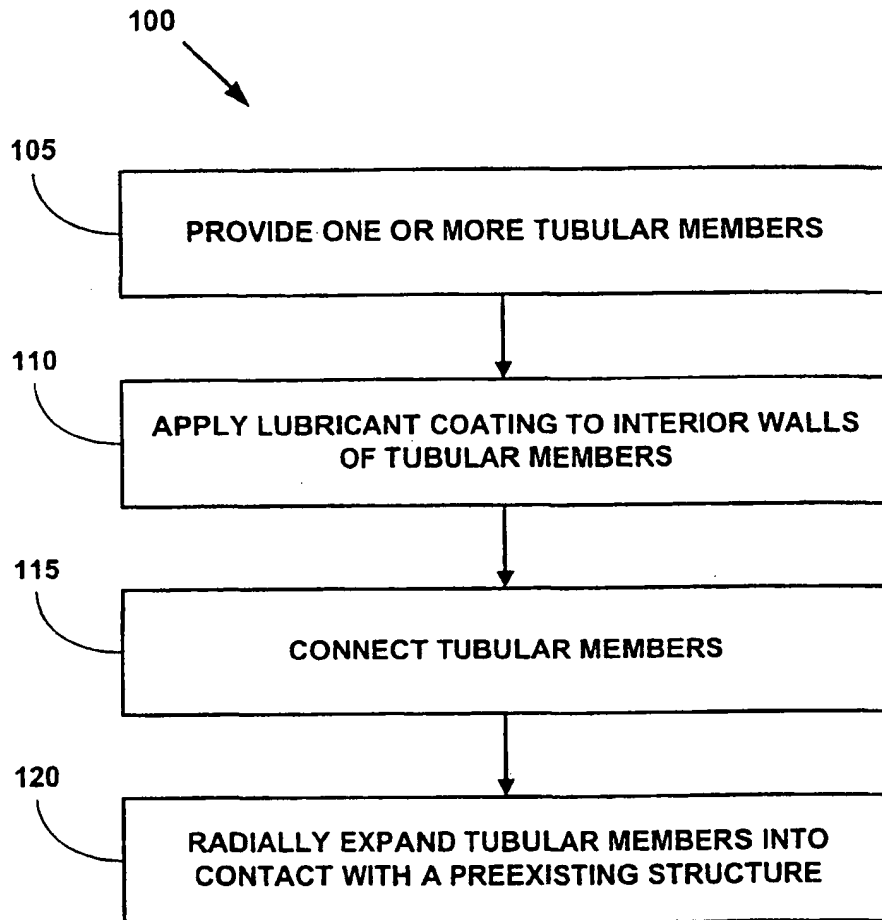 100
105
PROVIDE ONE OR MORE TUBULAR MEMBERS
110
APPLY LUBRICANT COATING TO INTERIOR WALLS
OF TUBULAR MEMBERS
115
CONNECT TUBULAR MEMBERS
120
RADIALLY EXPAND TUBULAR MEMBERS INTO
CONTACT WITH A PREEXISTING STRUCTURE